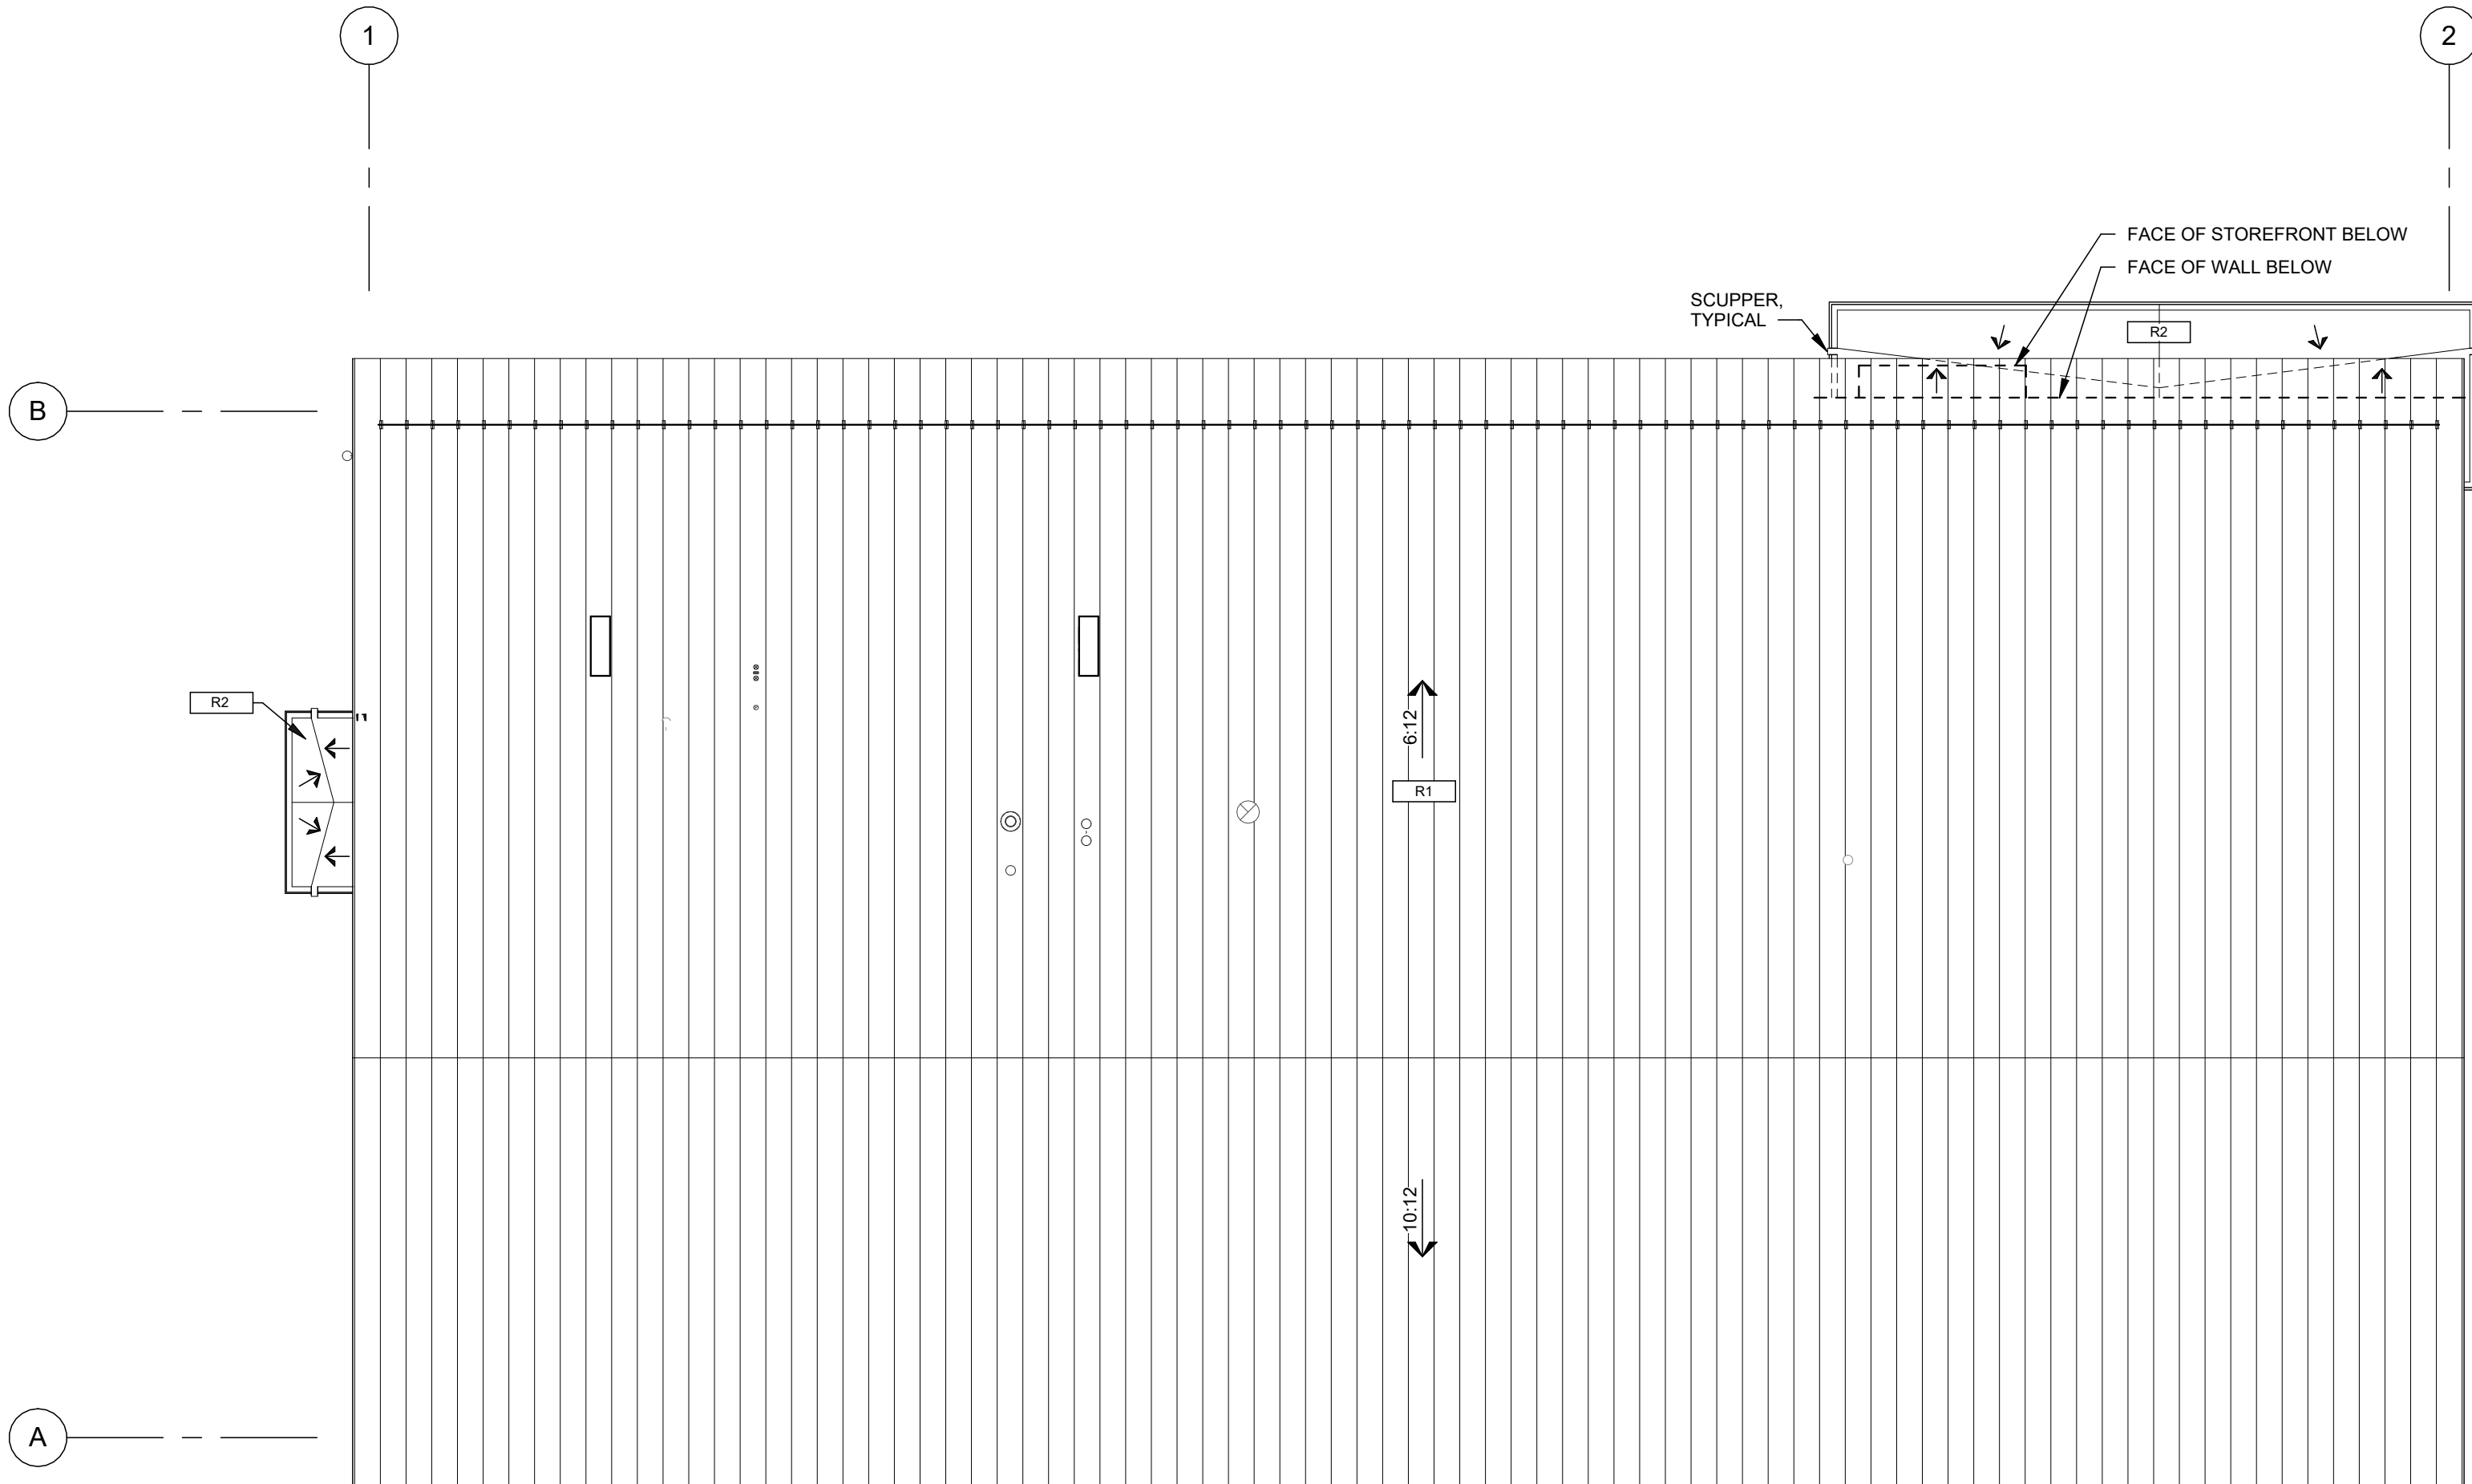 1
2
FACE OF STOREFRONT BELOW
FACE OF WALL BELOW
SCUPPER,
TYPICAL
R2
B
R2
6:12
R1
10:12
A